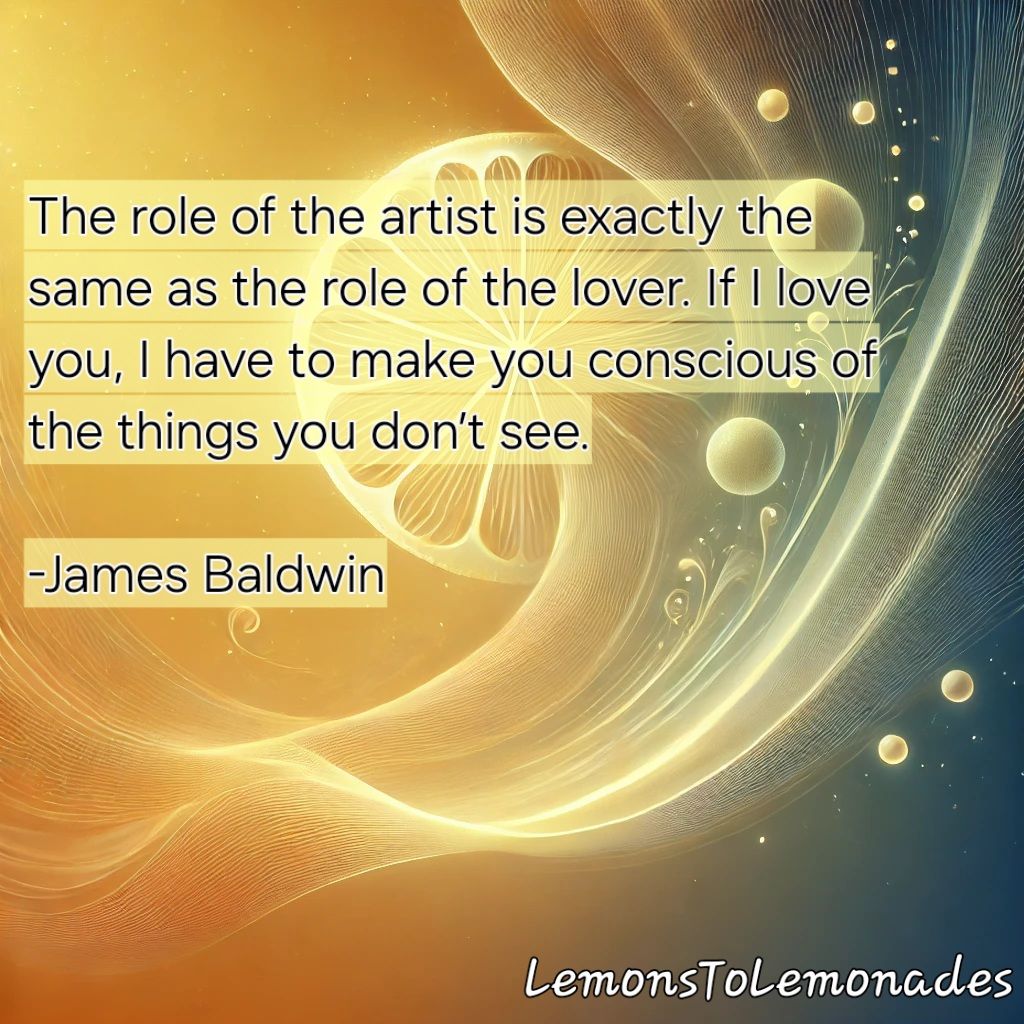 The role of the artist is exactly the
same as the role of the lover. If I love
you, I have to make you conscious of
the things you don’t see.
-James Baldwin
LemonsToLemonades